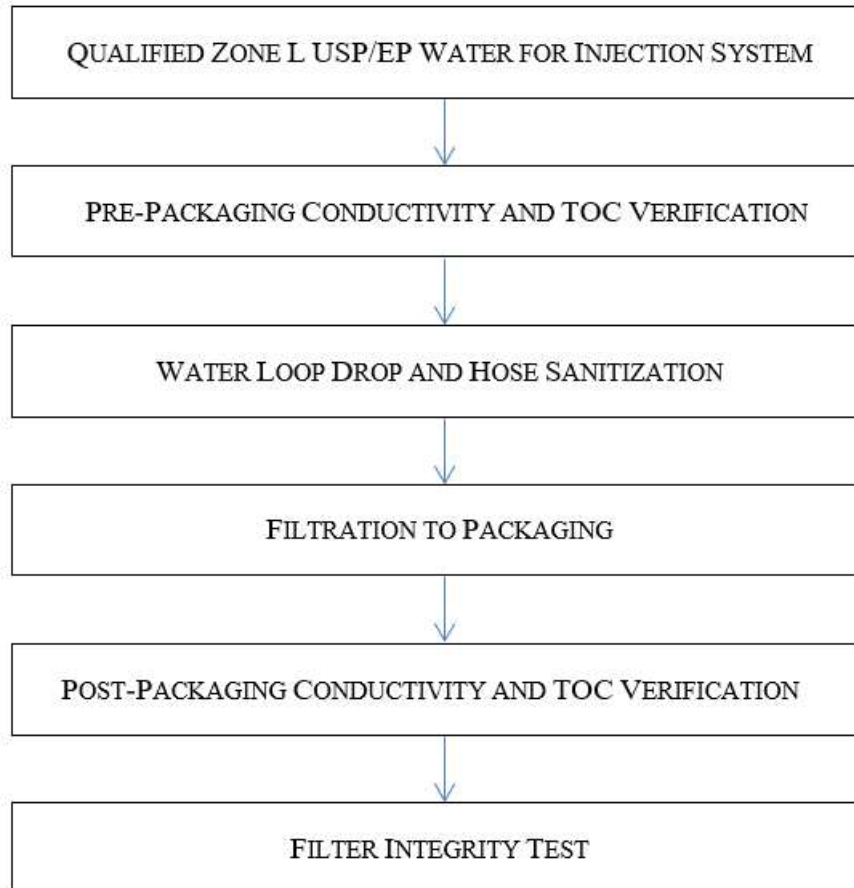 QUALIFIED ZONE L USP/EP WATER FOR INJECTION SYSTEM
PRE-PACKAGING CONDUCTIVITY AND TOC VERIFICATION
WATER LOOP DROP AND HOSE SANITIZATION
FILTRATION TO PACKAGING
POST-PACKAGING CONDUCTIVITY AND TOC VERIFICATION
FILTER INTEGRITY TEST